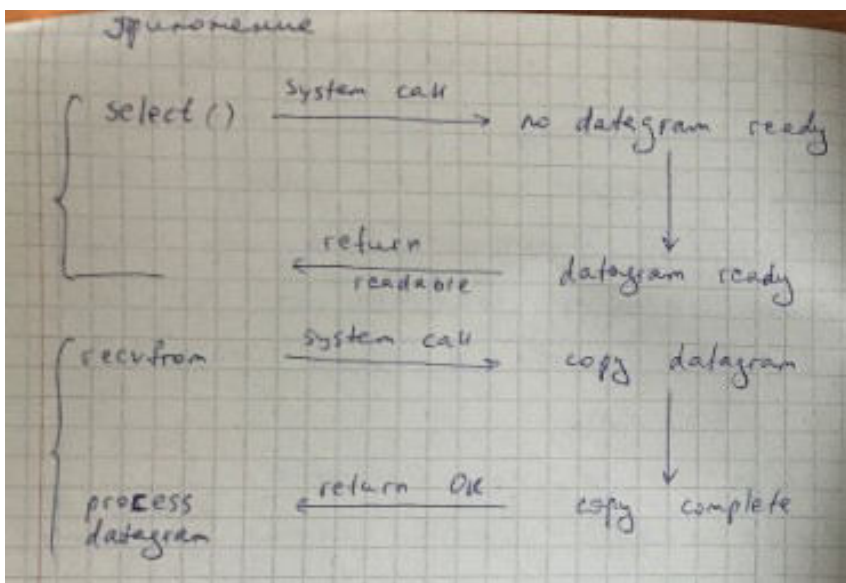 Приложение
system call
select () no datagram ready
return
readable datagram ready
system call
recvfrom copy datagram
return OK
process copy complete
datagram